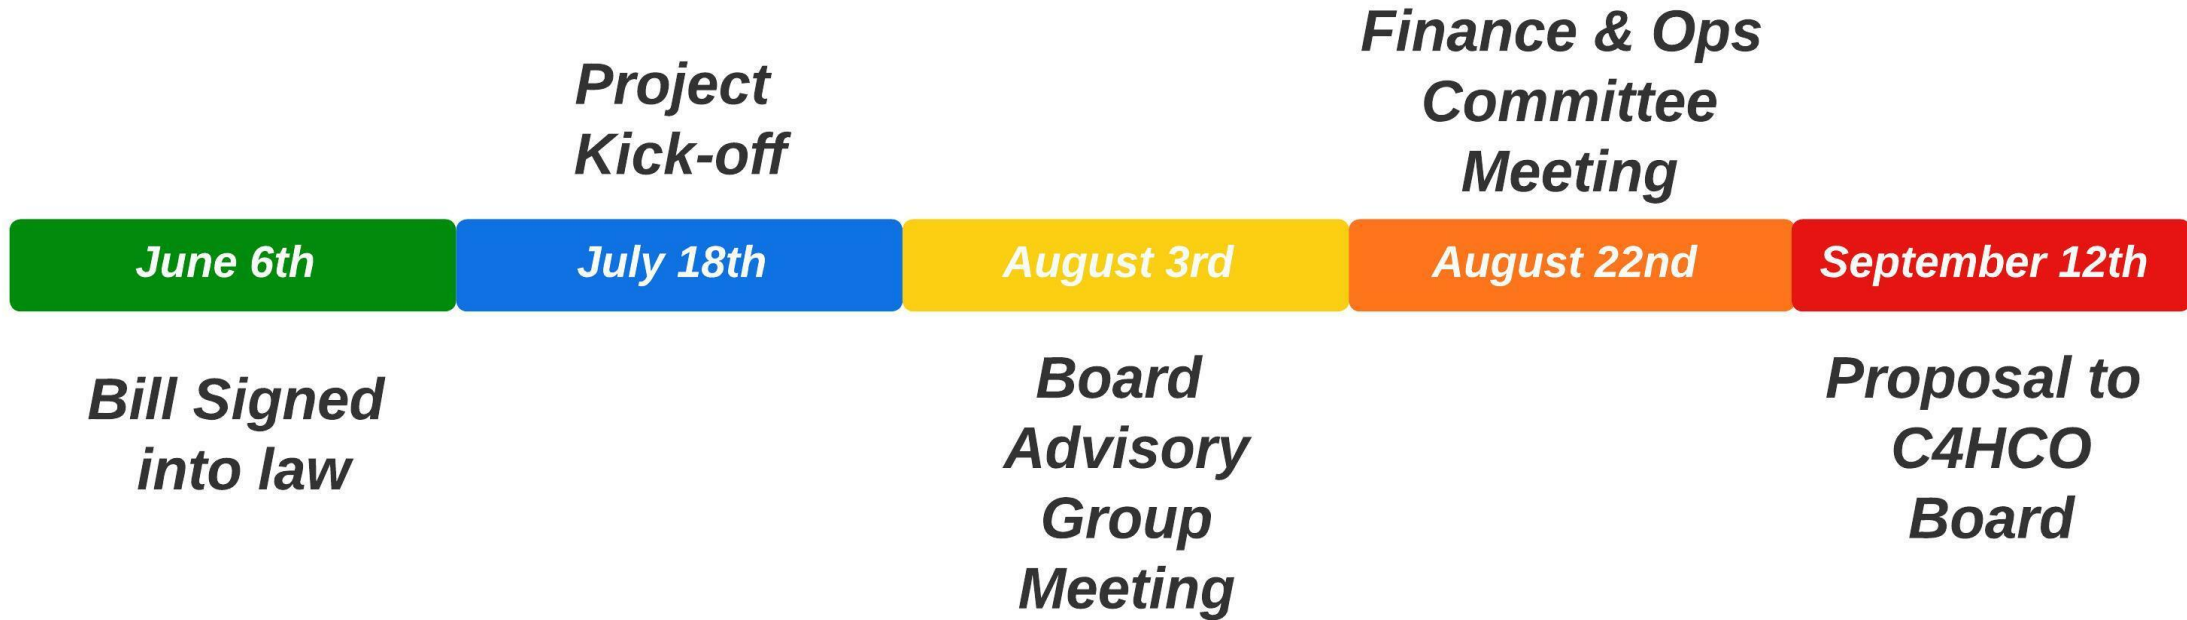 Project
Kick-off
Finance & Ops
Committee
Meeting
June 6th
July 18th
August 3rd
August 22nd
September 12th
Bill Signed
into law
Board
Advisory
Group
Meeting
Proposal to
C4HCO
Board